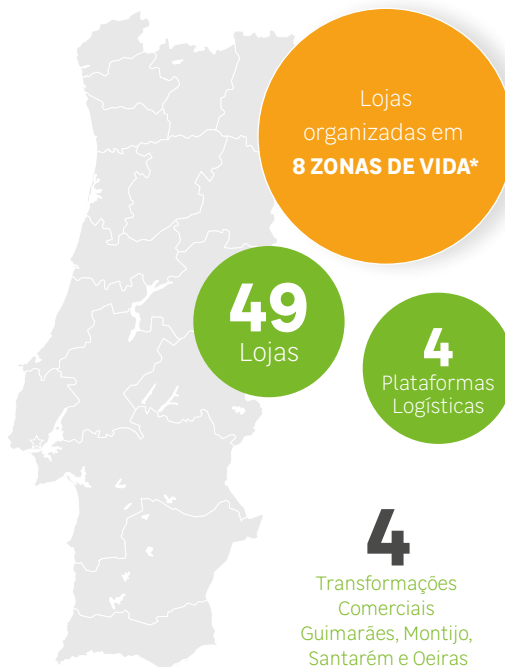 Lojas
organizadas em
8 ZONAS DE VIDA*
49
Lojas
4
Plataformas
Logísticas
4
Transformações
Comerciais
Guimarães, Montijo,
Santarém e Oeiras